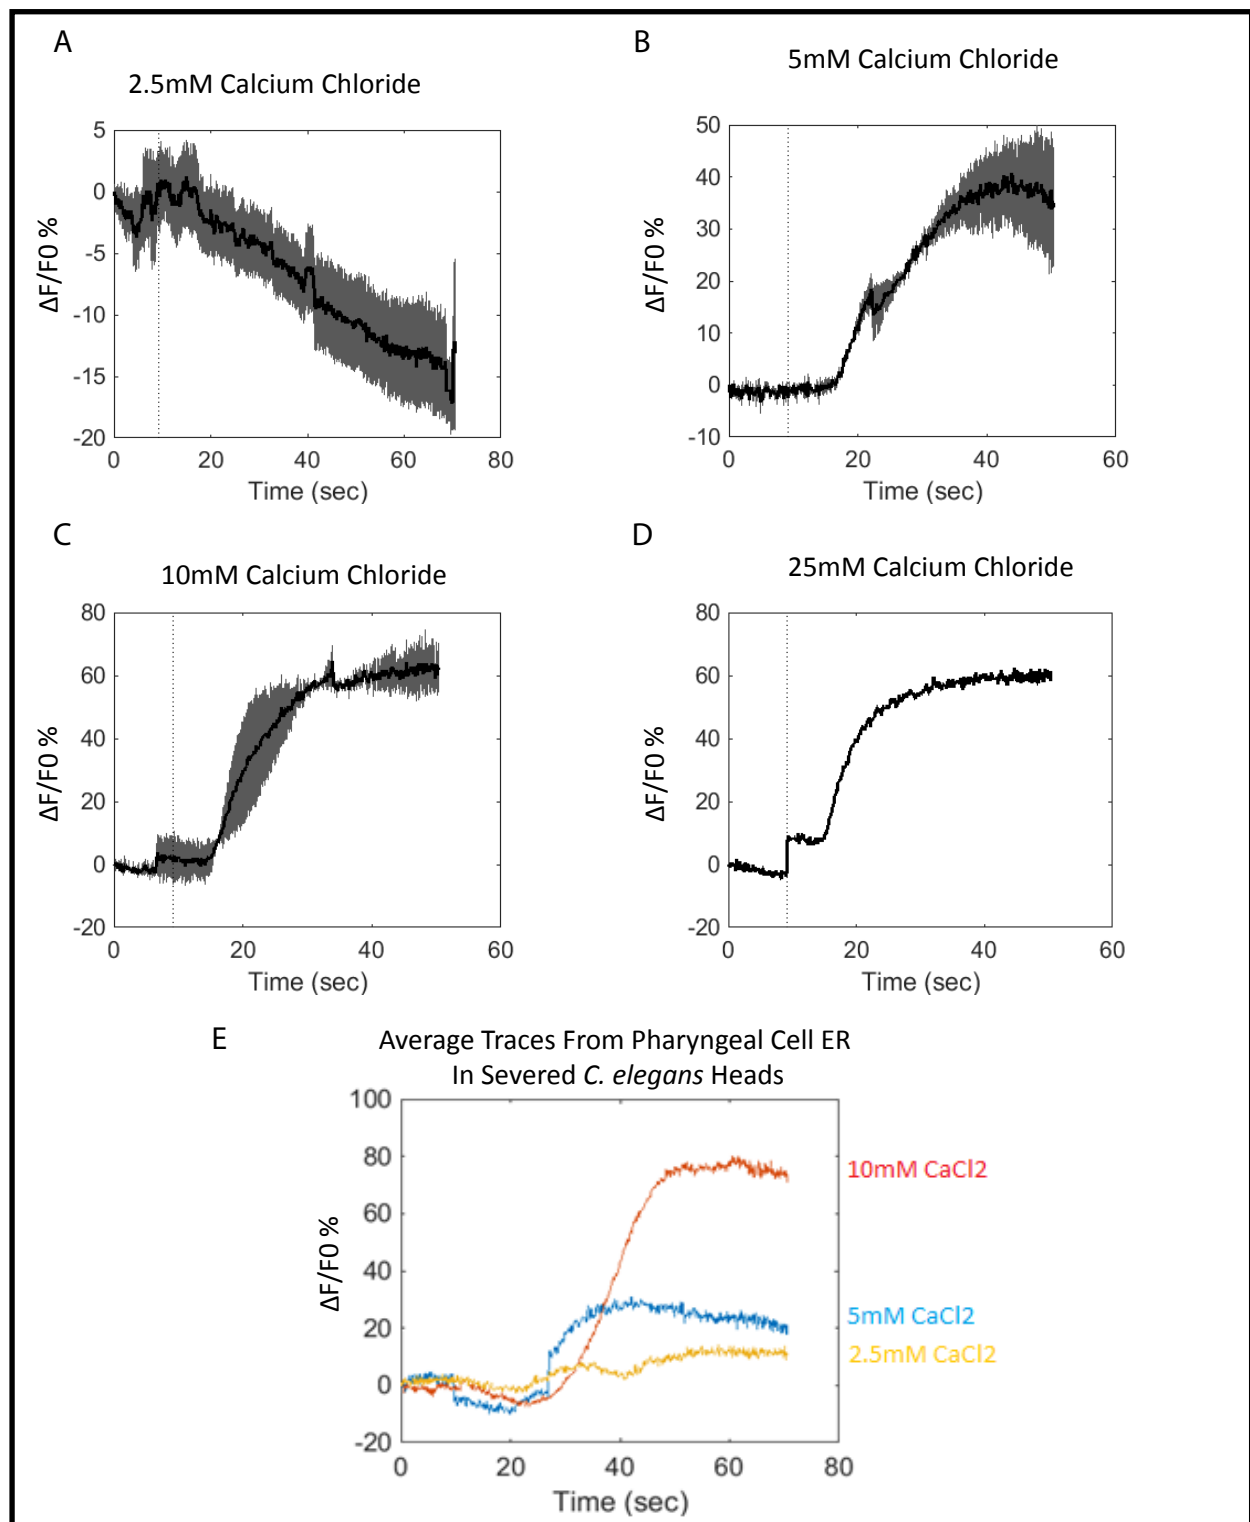 A
2.5mM Calcium Chloride
5
0
-5
-10
-15
-20
0 20 40 60 80
ΔF/F0 %
Time (sec)
B
5mM Calcium Chloride
50
40
30
20
10
0
-10
0 20 40 60
ΔF/F0 %
Time (sec)
C
10mM Calcium Chloride
80
60
40
20
0
-20
0 20 40 60
ΔF/F0 %
Time (sec)
D
25mM Calcium Chloride
80
60
40
20
0
-20
0 20 40 60
ΔF/F0 %
Time (sec)
E
Average Traces From Pharyngeal Cell ER
In Severed C. elegans Heads
100
80
60
40
20
0
-20
0 20 40 60 80
ΔF/F0 %
Time (sec)
10mM CaCl2
5mM CaCl2
2.5mM CaCl2